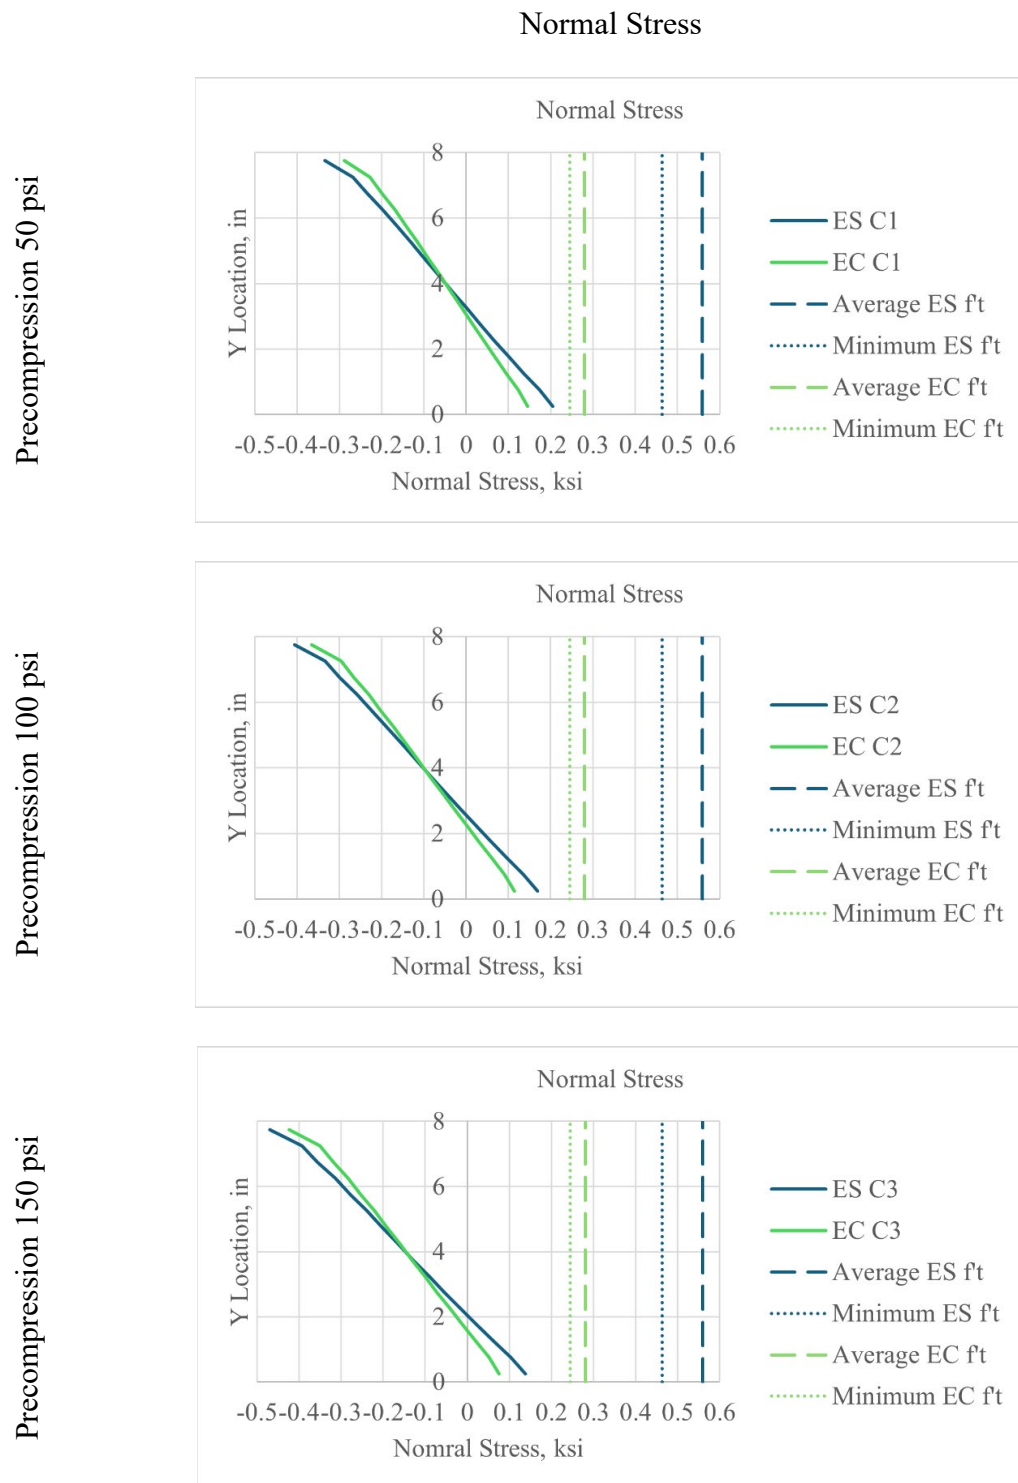 Normal Stress
Precompression 50 psi
Normal Stress
Y Location, in
8
6
4
2
0
-0.5 -0.4 -0.3 -0.2 -0.1 0 0.1 0.2 0.3 0.4 0.5 0.6
Normal Stress, ksi
ES C1
EC C1
Average ES f't
Minimum ES f't
Average EC f't
Minimum EC f't
Precompression 100 psi
Normal Stress
Y Location, in
8
6
4
2
0
-0.5 -0.4 -0.3 -0.2 -0.1 0 0.1 0.2 0.3 0.4 0.5 0.6
Normal Stress, ksi
ES C2
EC C2
Average ES f't
Minimum ES f't
Average EC f't
Minimum EC f't
Precompression 150 psi
Normal Stress
Y Location, in
8
6
4
2
0
-0.5 -0.4 -0.3 -0.2 -0.1 0 0.1 0.2 0.3 0.4 0.5 0.6
Nomral Stress, ksi
ES C3
EC C3
Average ES f't
Minimum ES f't
Average EC f't
Minimum EC f't